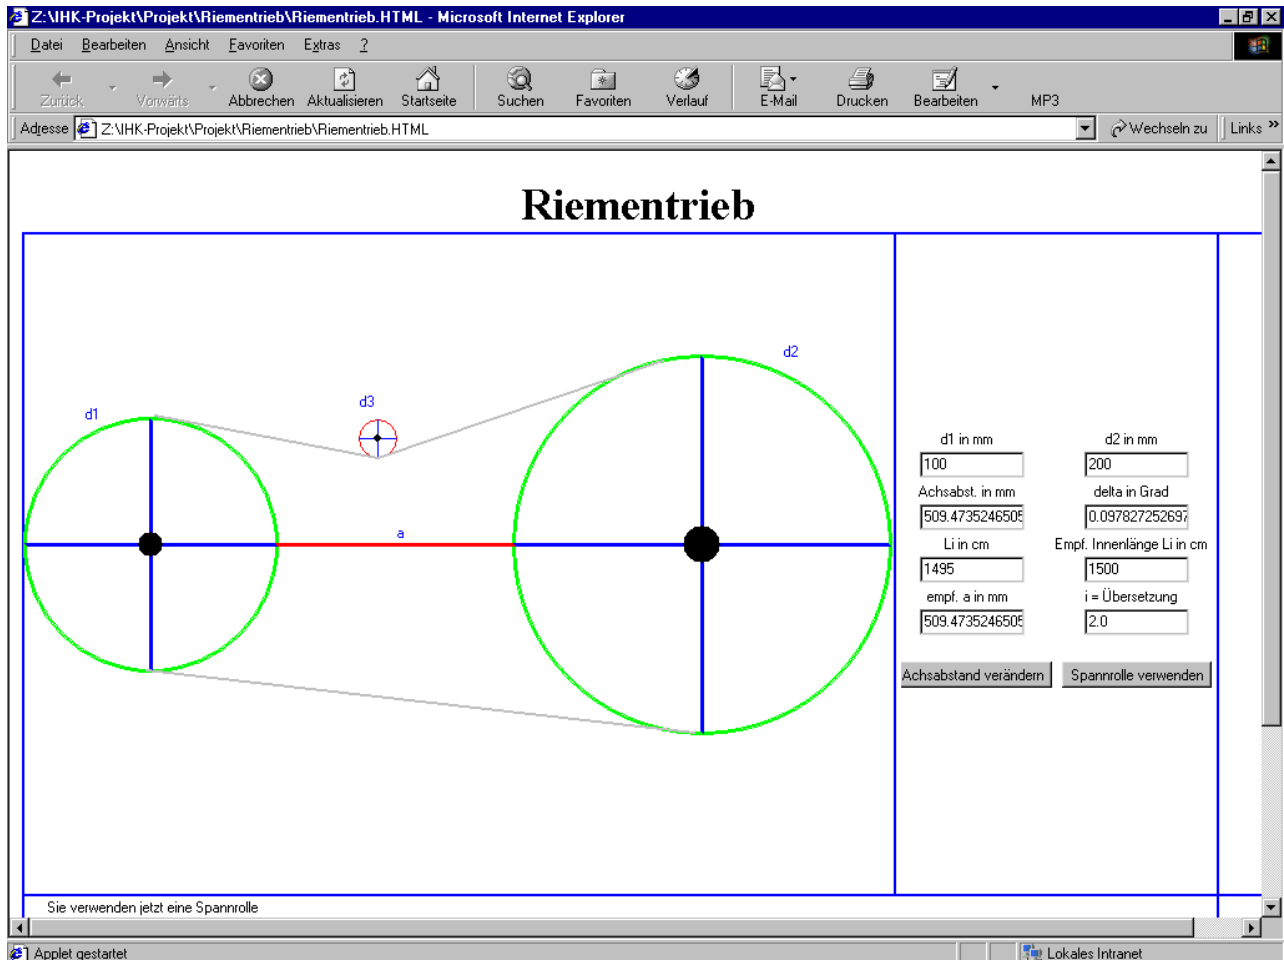 Z:\IHK-Projekt\Projekt\Riementrieb\Riementrieb.HTML - Microsoft Internet Explorer
Datei Bearbeiten Ansicht Favoriten Extras ?
Zurück Vorwärts Abbrechen Aktualisieren Startseite Suchen Favoriten Verlauf E-Mail Drucken Bearbeiten MP3
Adresse Z:\IHK-Projekt\Projekt\Riementrieb\Riementrieb.HTML Wechseln zu Links »
Riementrieb
d2
d3
d1
a
d1 in mm d2 in mm
100 200
Achsabst. in mm delta in Grad
509.4735246505 0.097827252697
Li in cm Empf. Innenlänge Li in cm
1495 1500
empf. a in mm i = Übersetzung
509.4735246505 2.0
Achsabstand verändern Spannrolle verwenden
Sie verwenden jetzt eine Spannrolle
Applet gestartet Lokales Intranet